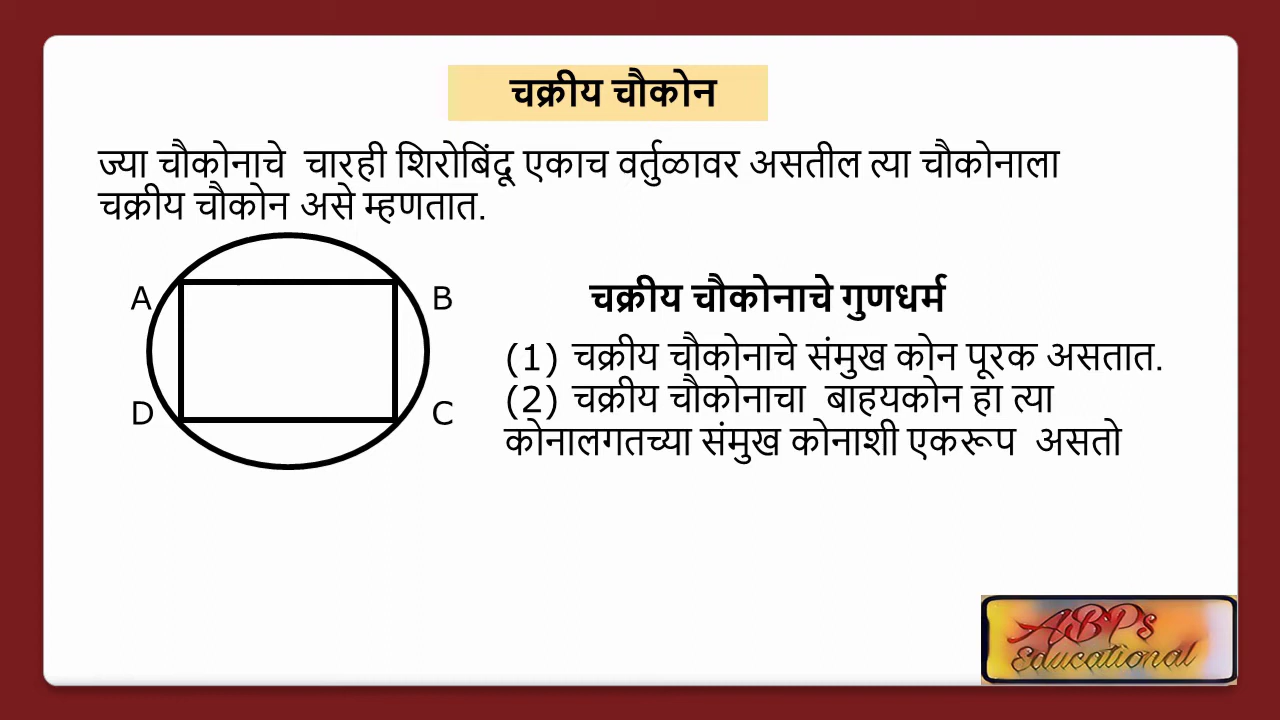 चक्रीय चौकोन
ज्या चौकोनाचे चारही शिरोबिंदू एकाच वर्तुळावर असतील त्या चौकोनाला
चक्रीय चौकोन असे म्हणतात.
A B
चक्रीय चौकोनाचे गुणधर्म
(1) चक्रीय चौकोनाचे संमुख कोन पूरक असतात.
(2) चक्रीय चौकोनाचा बाहयकोन हा त्या
D C
कोनालगतच्या संमुख कोनाशी एकरूप असतो
ABPs
Educational